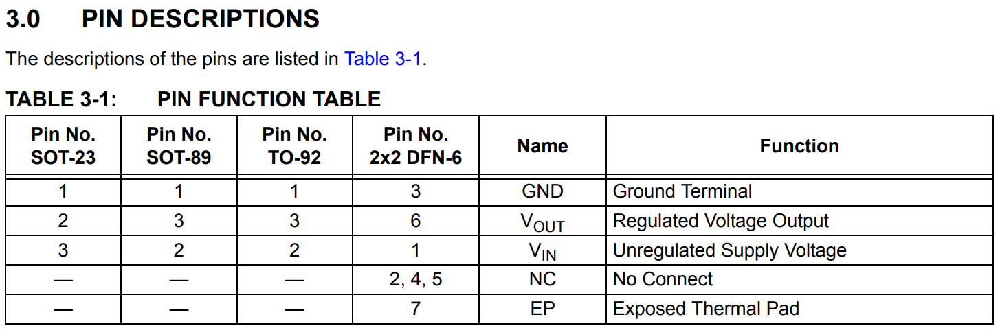 3.0 PIN DESCRIPTIONS
The descriptions of the pins are listed in Table 3-1.
TABLE 3-1: PIN FUNCTION TABLE
Pin No. SOT-23 Pin No. SOT-89 Pin No. TO-92 Pin No. 2x2 DFN-6 Name Function
1 1 1 3 GND Ground Terminal
2 3 3 6 VOUT Regulated Voltage Output
3 2 2 1 VIN Unregulated Supply Voltage
— — — 2, 4, 5 NC No Connect
— — — 7 EP Exposed Thermal Pad